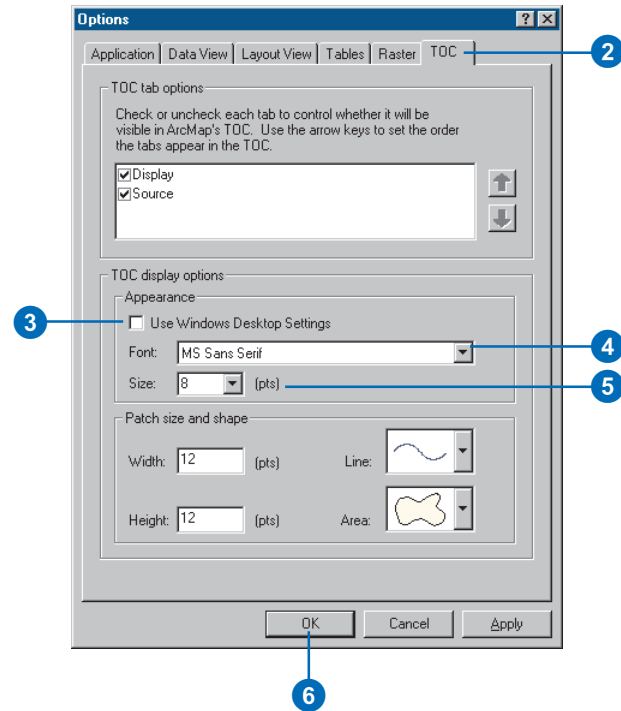 Options
Application Data View Layout View Tables Raster TOC
2
TOC tab options
Check or uncheck each tab to control whether it will be
visible in ArcMap's TOC. Use the arrow keys to set the order
the tabs appear in the TOC.
Display
Source
TOC display options
Appearance
3
Use Windows Desktop Settings
Font: MS Sans Serif
4
Size: 8 (pts)
5
Patch size and shape
Width: 12 (pts) Line:
Height: 12 (pts) Area:
OK Cancel Apply
6